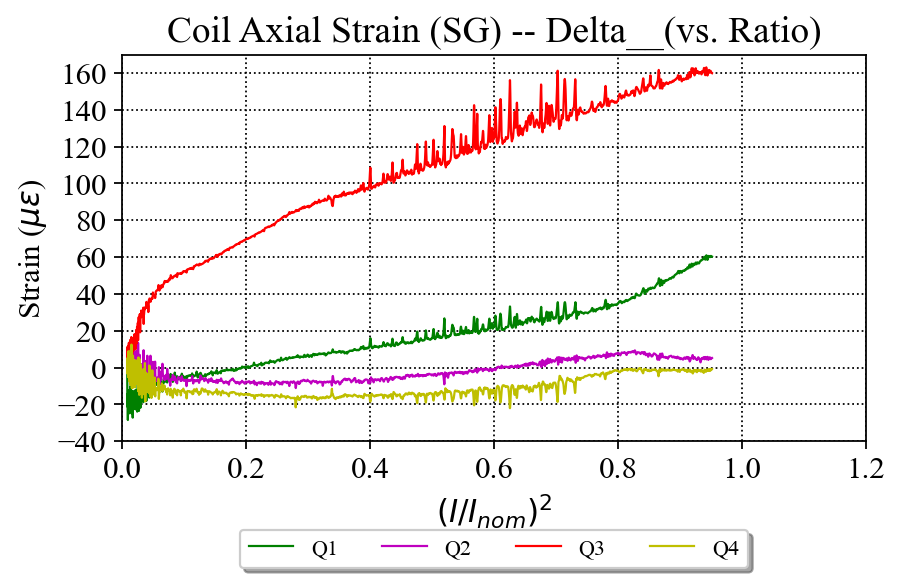 Coil Axial Strain (SG) -- Delta__(vs. Ratio)
160
140
120
100
80
60
40
20
0
−20
−40
Strain (με)
0.0 0.2 0.4 0.6 0.8 1.0 1.2
(I/I_nom)²
Q1 Q2 Q3 Q4